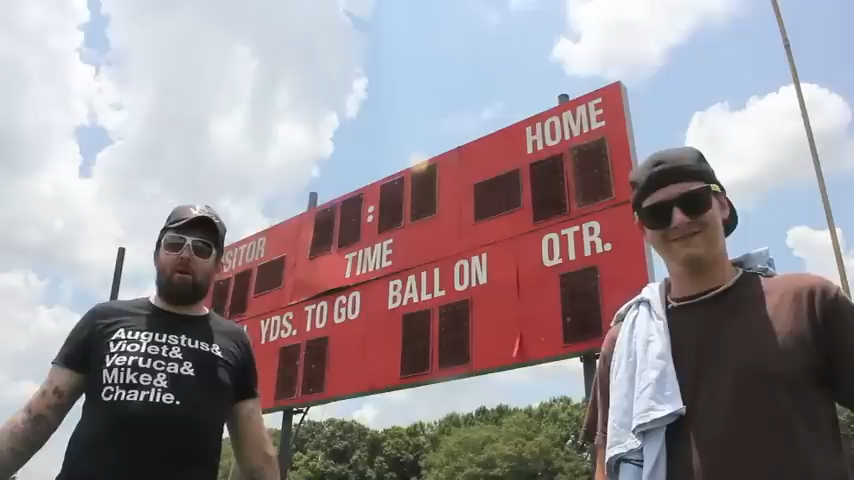 HOME
TIME
QTR.
YDS. TO GO
BALL ON
Augustus&
Violet&
Veruca&
Mike&
Charlie.